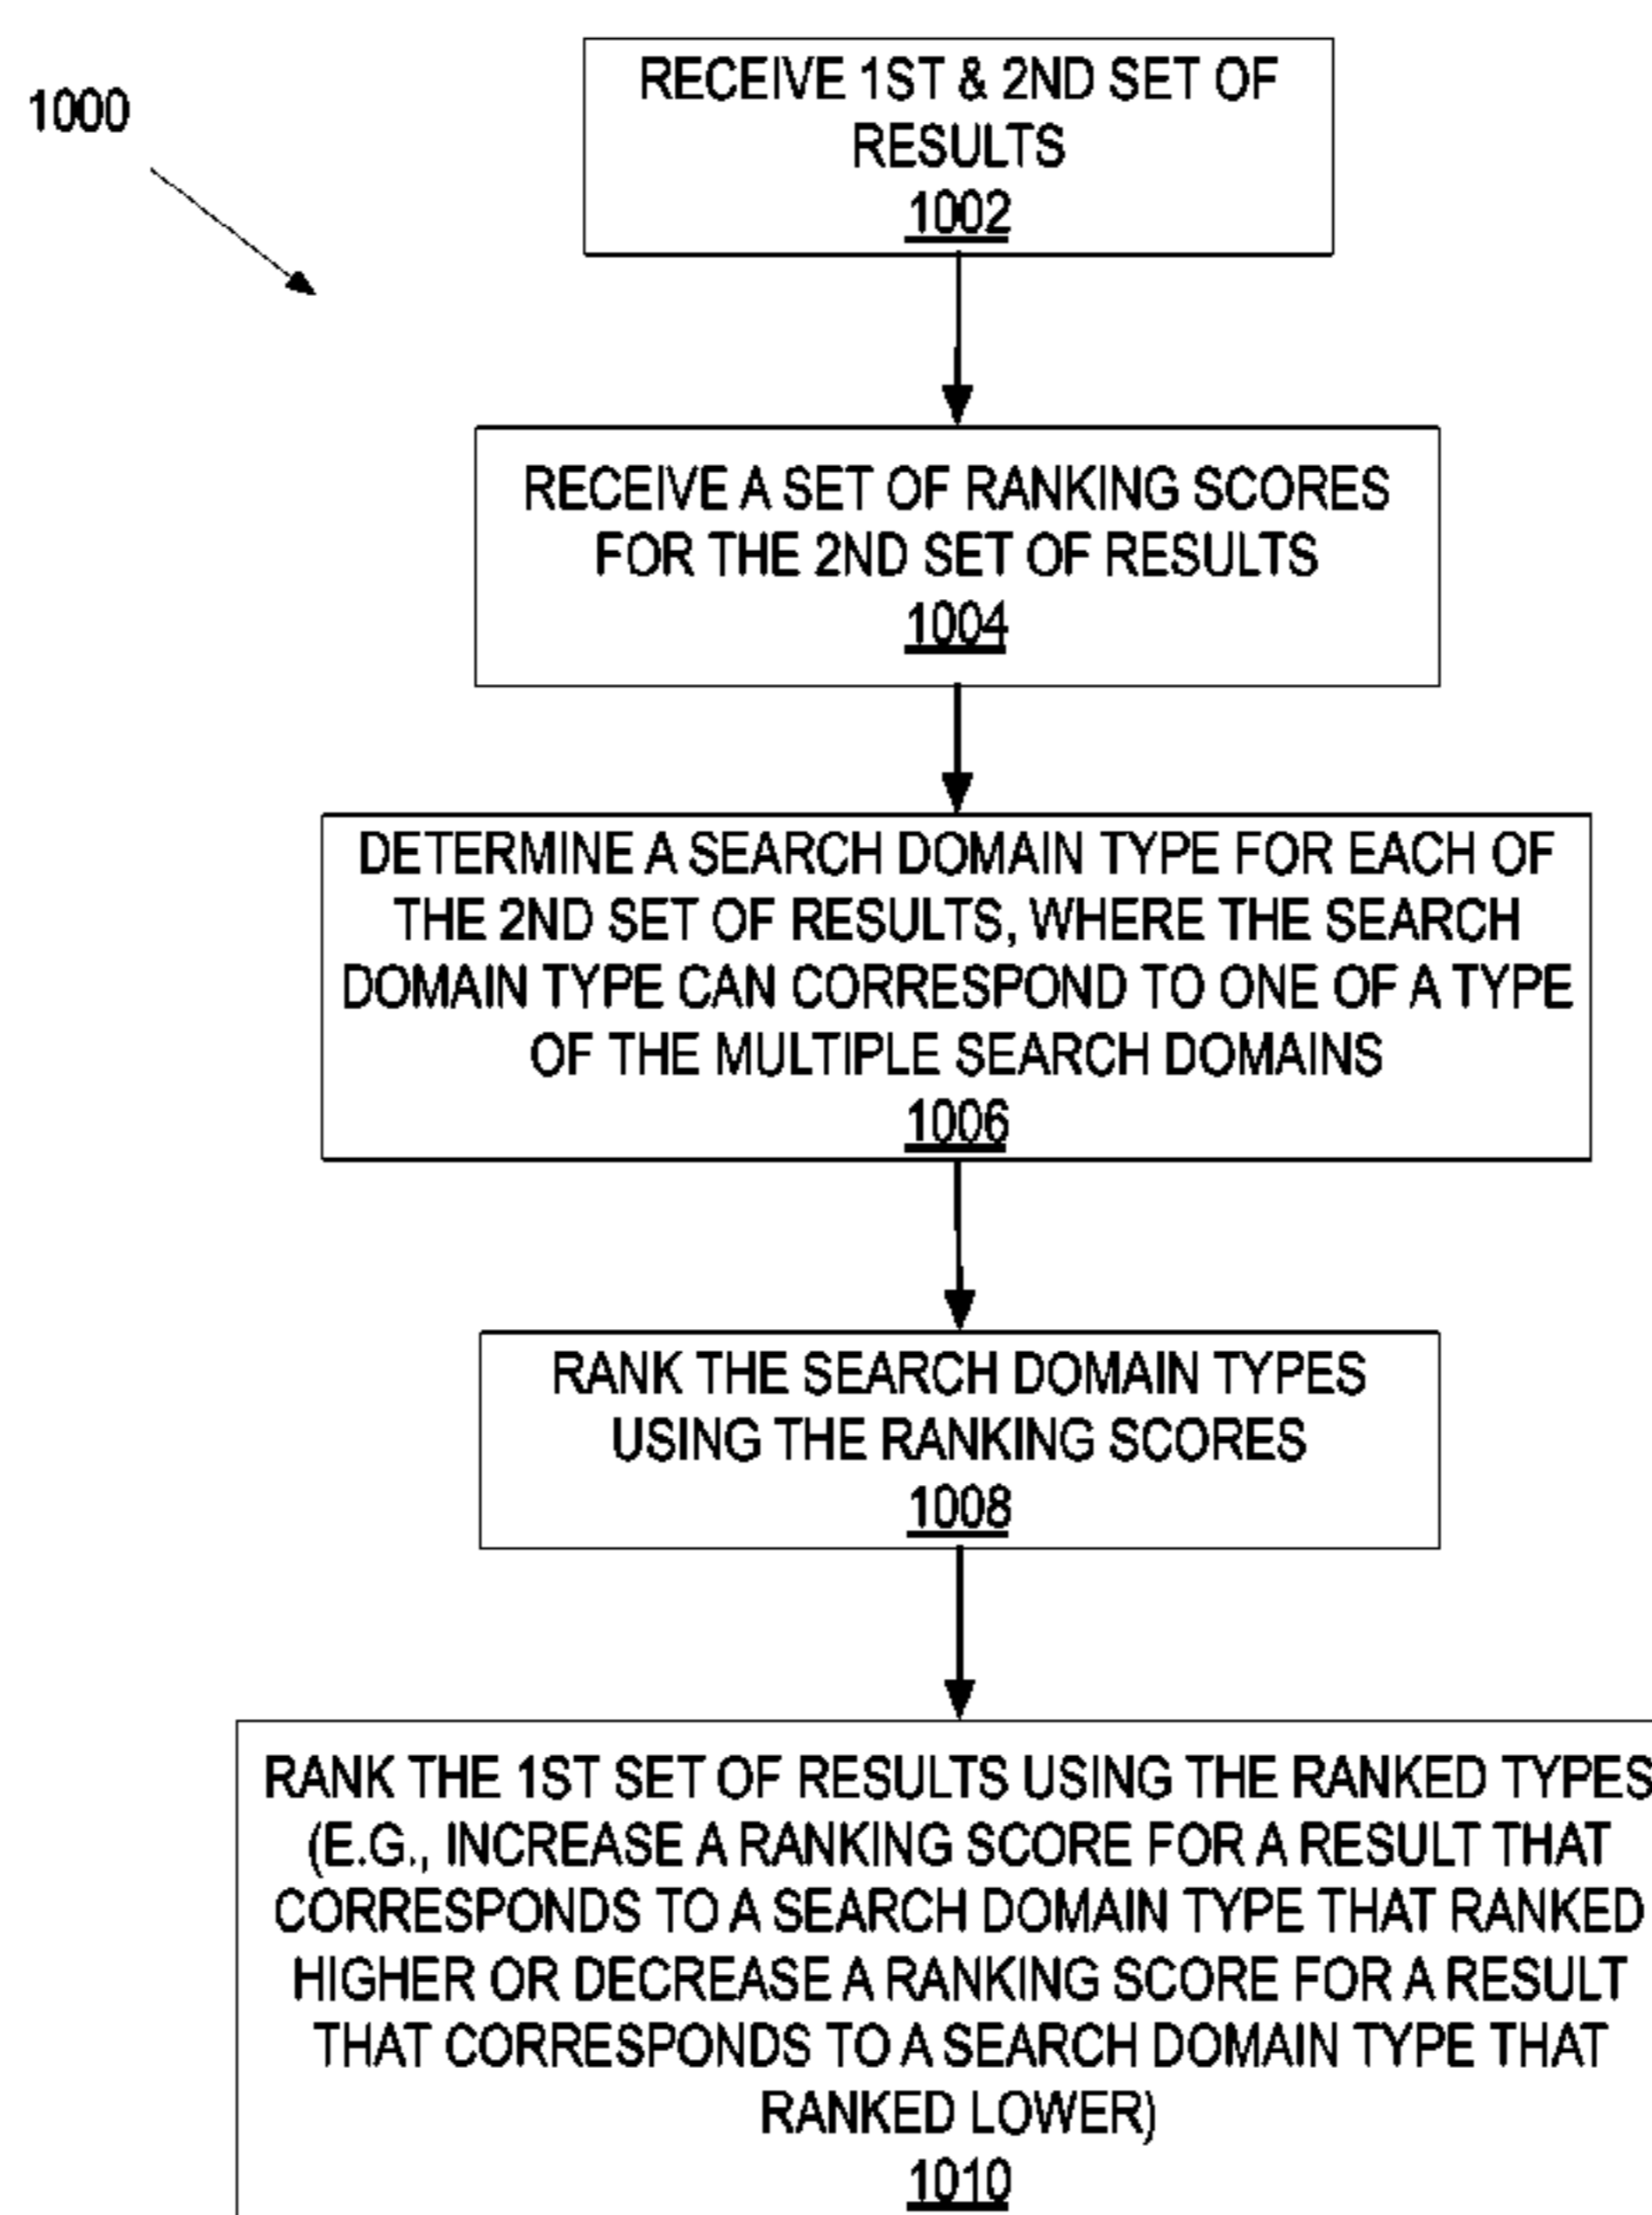 1000
RECEIVE 1ST & 2ND SET OF
RESULTS
1002
RECEIVE A SET OF RANKING SCORES
FOR THE 2ND SET OF RESULTS
1004
DETERMINE A SEARCH DOMAIN TYPE FOR EACH OF
THE 2ND SET OF RESULTS, WHERE THE SEARCH
DOMAIN TYPE CAN CORRESPOND TO ONE OF A TYPE
OF THE MULTIPLE SEARCH DOMAINS
1006
RANK THE SEARCH DOMAIN TYPES
USING THE RANKING SCORES
1008
RANK THE 1ST SET OF RESULTS USING THE RANKED TYPES
(E.G., INCREASE A RANKING SCORE FOR A RESULT THAT
CORRESPONDS TO A SEARCH DOMAIN TYPE THAT RANKED
HIGHER OR DECREASE A RANKING SCORE FOR A RESULT
THAT CORRESPONDS TO A SEARCH DOMAIN TYPE THAT
RANKED LOWER)
1010